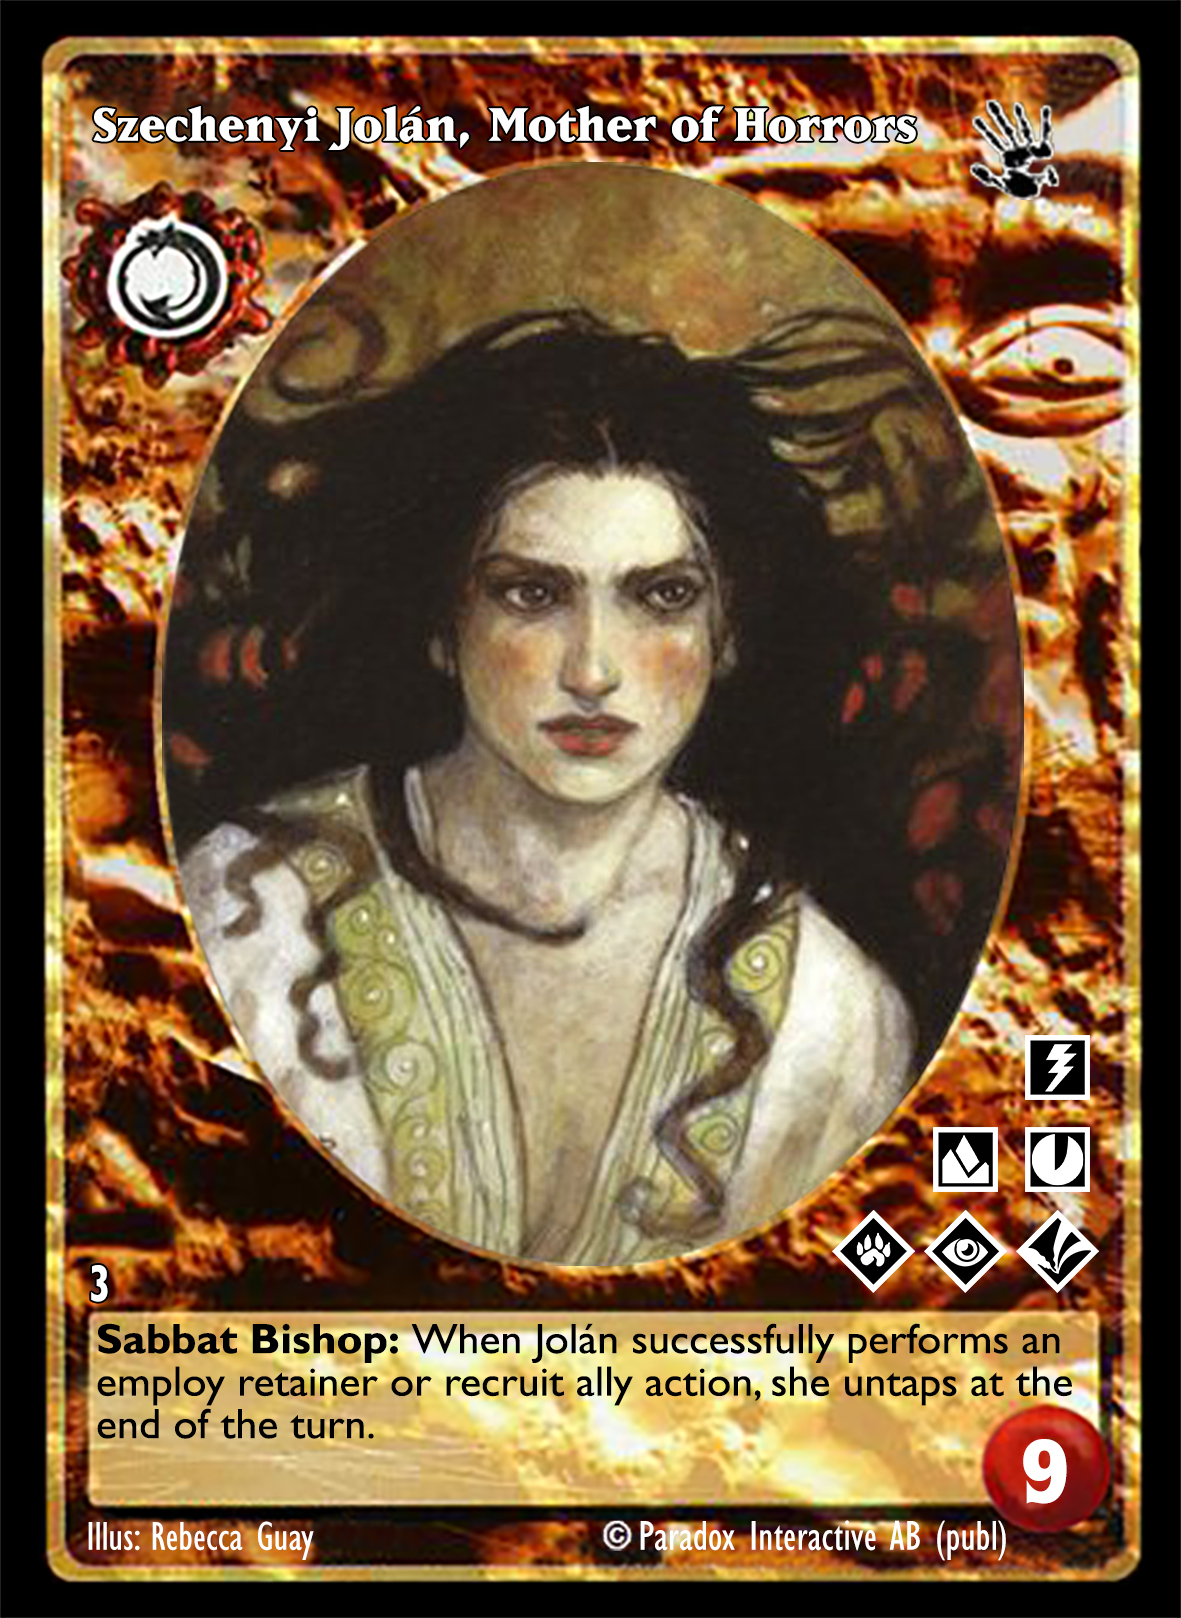 Szechenyi Jolán, Mother of Horrors
3
Sabbat Bishop: When Jolán successfully performs an
employ retainer or recruit ally action, she untaps at the
end of the turn.
9
Illus: Rebecca Guay © Paradox Interactive AB (publ)